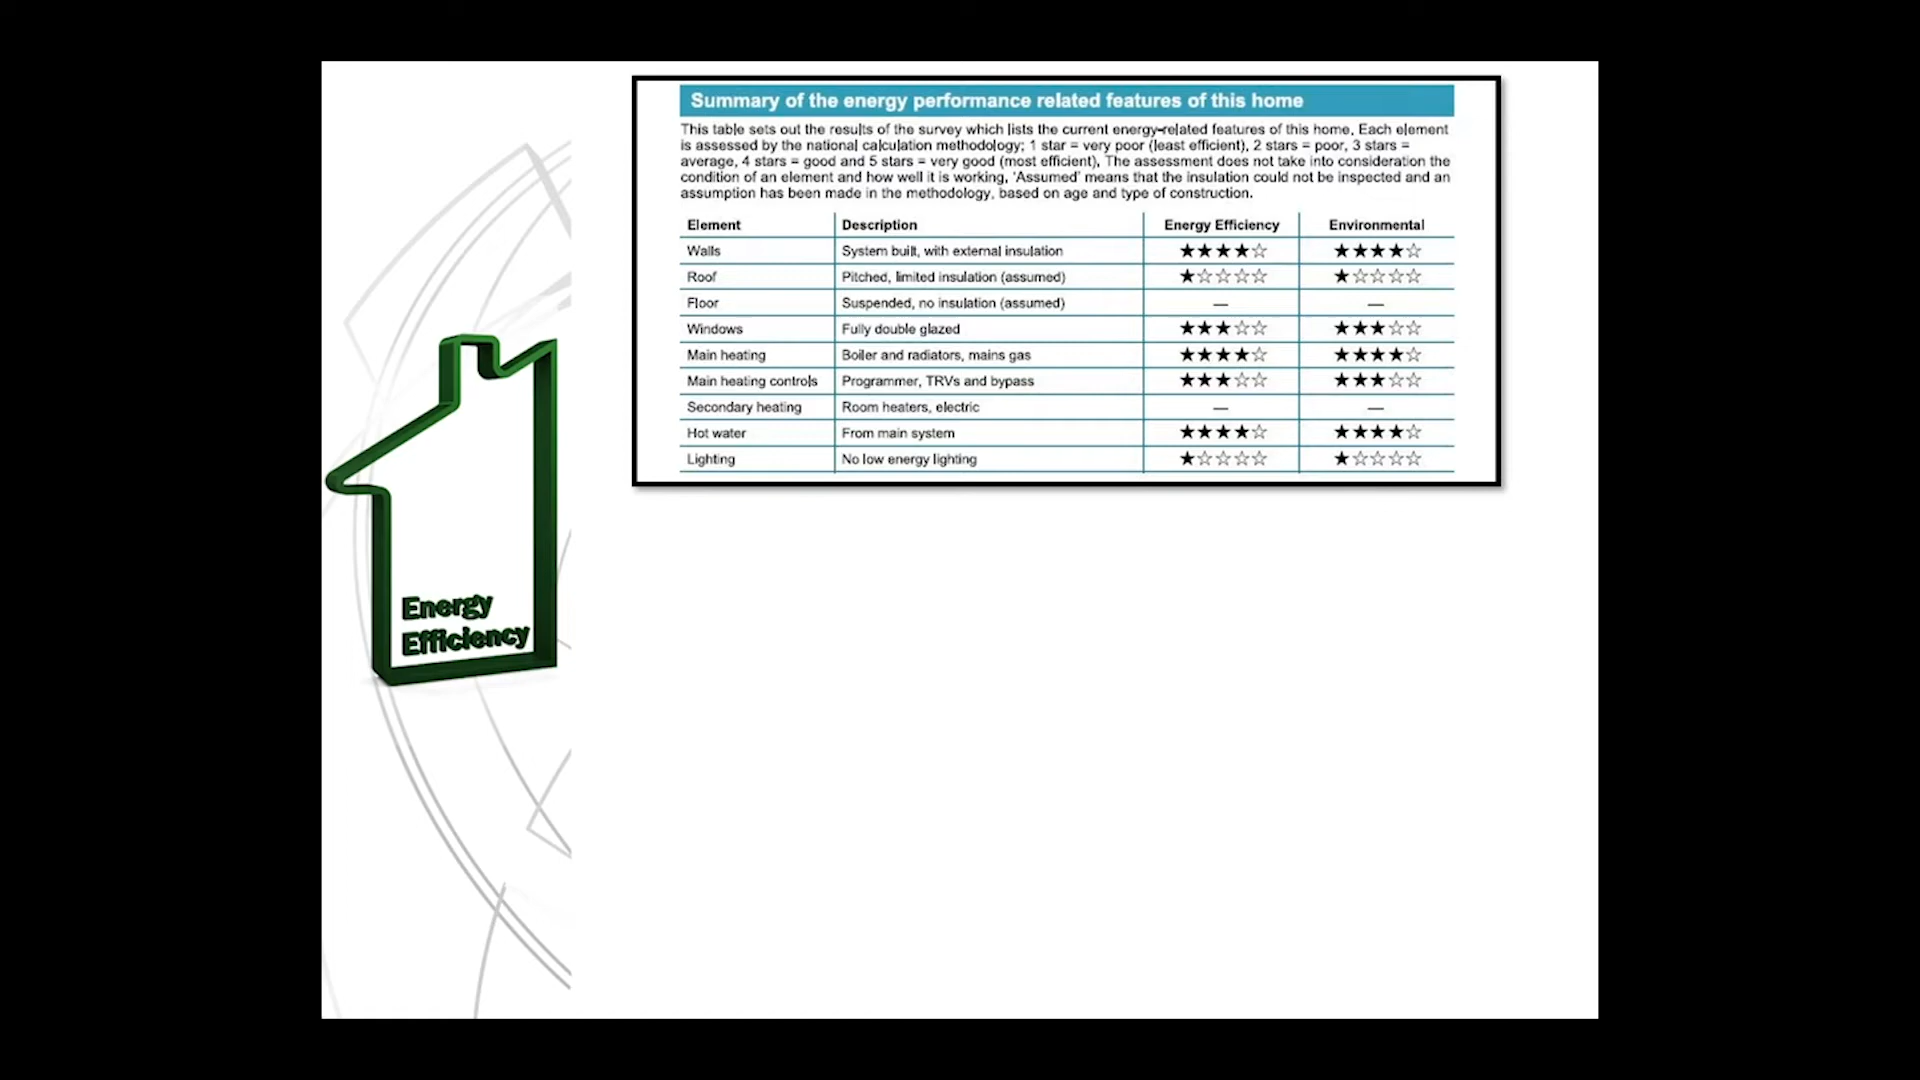 Summary of the energy performance related features of this home
This table sets out the results of the survey which lists the current energy-related features of this home. Each element
is assessed by the national calculation methodology; 1 star = very poor (least efficient), 2 stars = poor, 3 stars =
average, 4 stars = good and 5 stars = very good (most efficient). The assessment does not take into consideration the
condition of an element and how well it is working. 'Assumed' means that the insulation could not be inspected and an
assumption has been made in the methodology, based on age and type of construction.
Element Description Energy Efficiency Environmental
Walls System built, with external insulation ★★★★☆ ★★★★☆
Roof Pitched, limited insulation (assumed) ★☆☆☆☆ ★☆☆☆☆
Floor Suspended, no insulation (assumed) — —
Windows Fully double glazed ★★★☆☆ ★★★☆☆
Main heating Boiler and radiators, mains gas ★★★★☆ ★★★★☆
Main heating controls Programmer, TRVs and bypass ★★★☆☆ ★★★☆☆
Secondary heating Room heaters, electric — —
Hot water From main system ★★★★☆ ★★★★☆
Lighting No low energy lighting ★☆☆☆☆ ★☆☆☆☆
Energy
Efficiency